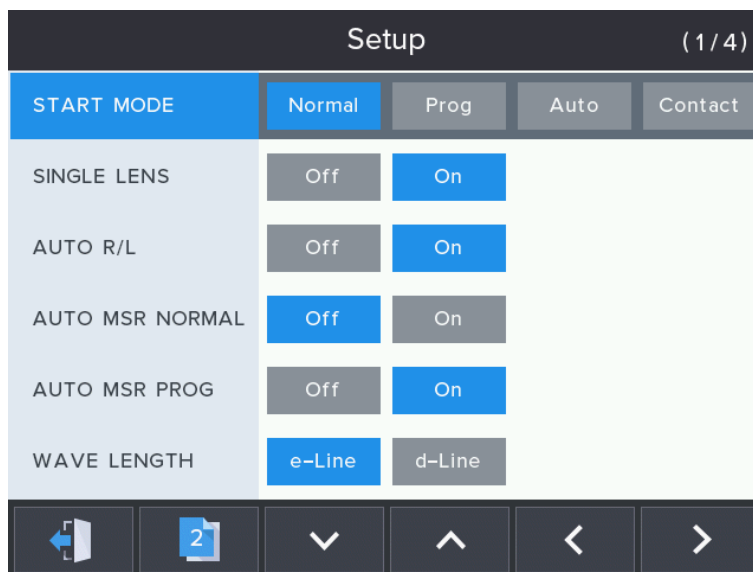 Setup (1/4)
START MODE Normal Prog Auto Contact
SINGLE LENS Off On
AUTO R/L Off On
AUTO MSR NORMAL Off On
AUTO MSR PROG Off On
WAVE LENGTH e-Line d-Line
2